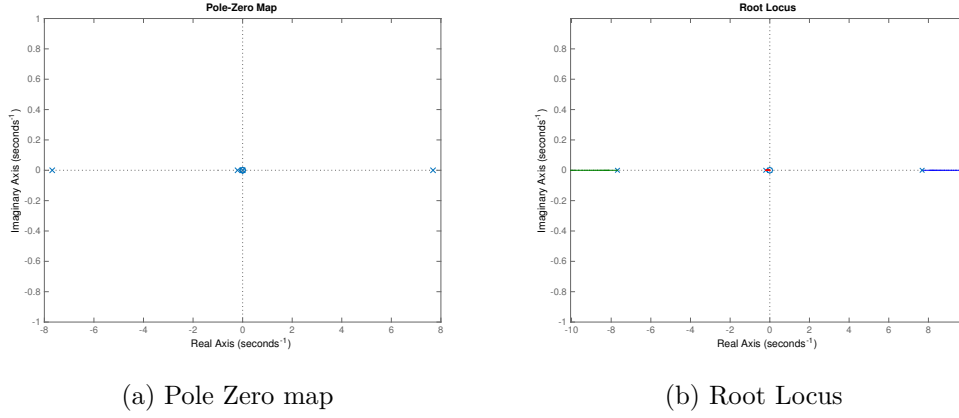 Pole-Zero Map
1
0.8
0.6
0.4
0.2
0
-0.2
-0.4
-0.6
-0.8
-1
Imaginary Axis (seconds-1)
-8 -6 -4 -2 0 2 4 6 8
Real Axis (seconds-1)
(a) Pole Zero map
Root Locus
1
0.8
0.6
0.4
0.2
0
-0.2
-0.4
-0.6
-0.8
-1
Imaginary Axis (seconds-1)
-10 -8 -6 -4 -2 0 2 4 6 8
Real Axis (seconds-1)
(b) Root Locus